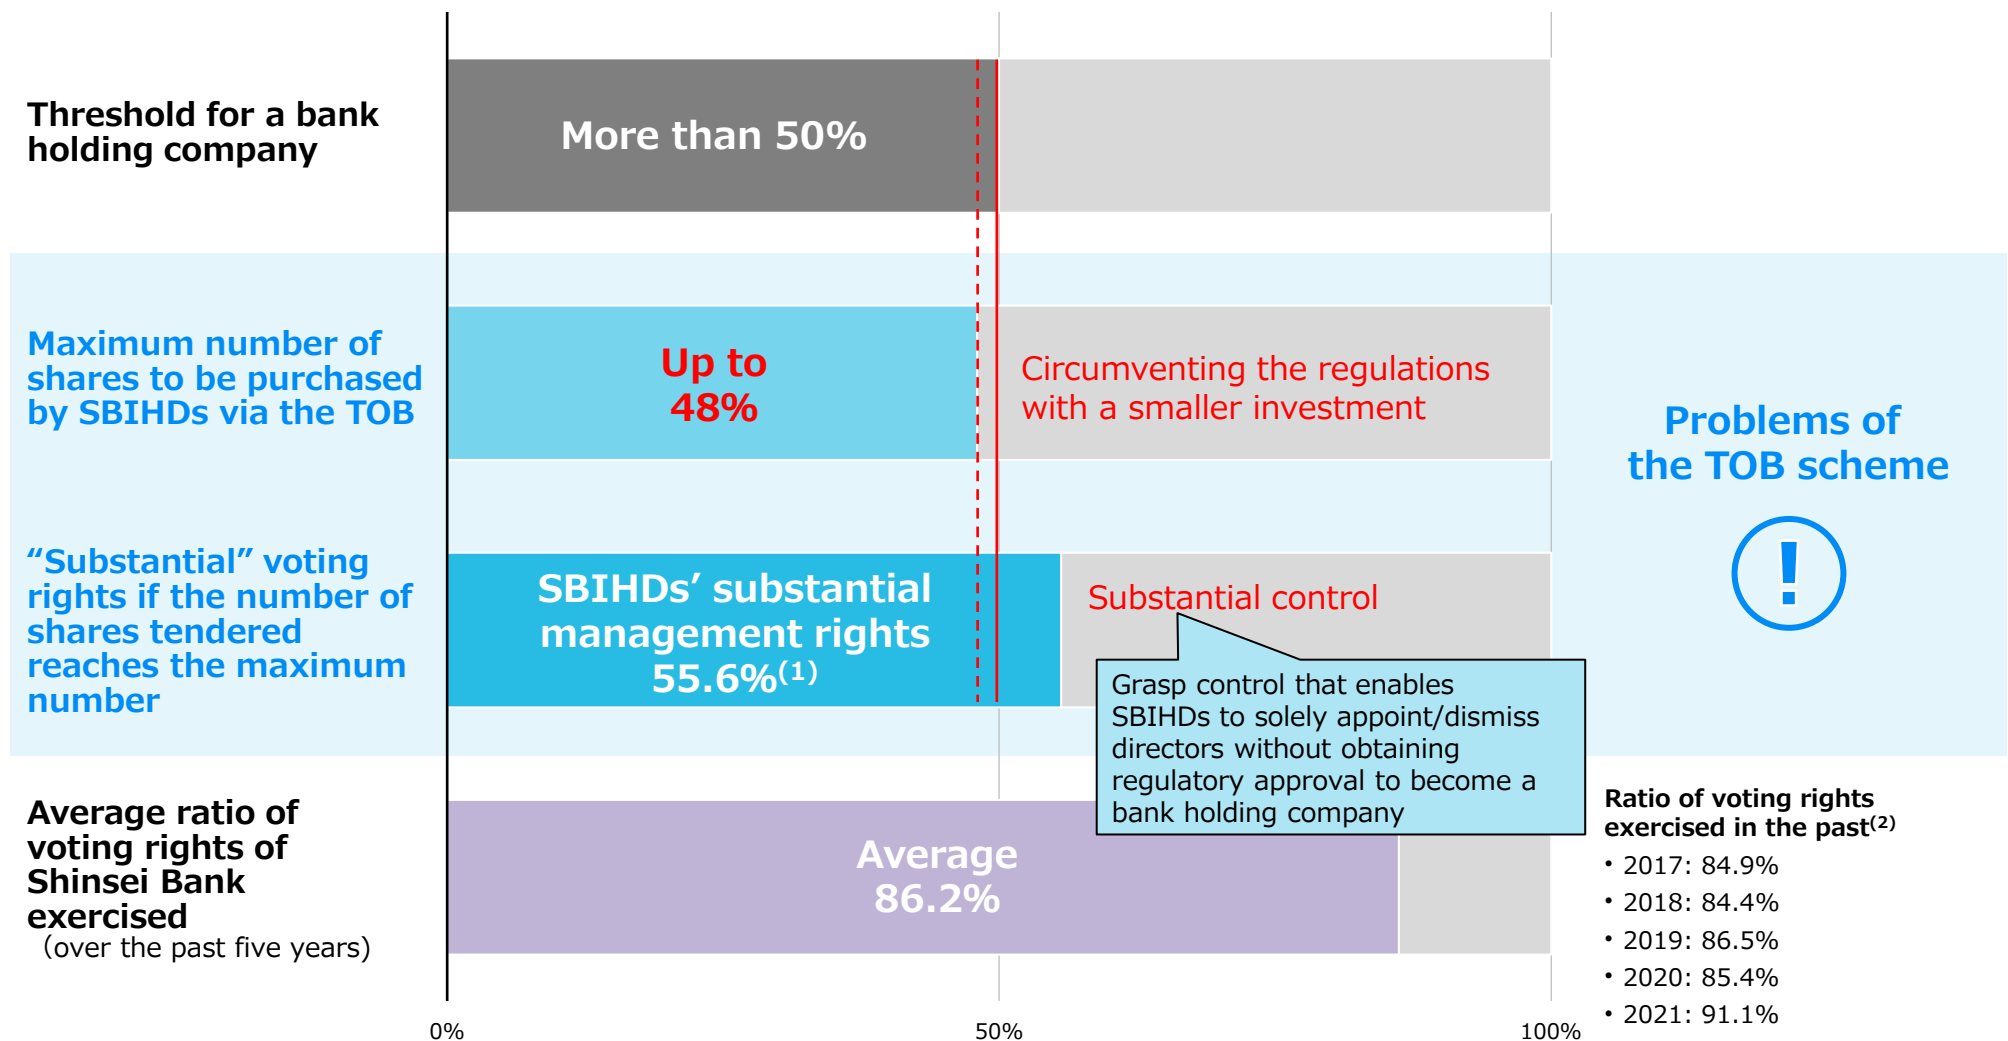 Threshold for a bank
holding company
More than 50%
Maximum number of
shares to be purchased
by SBIHDs via the TOB
Up to
48%
Circumventing the regulations
with a smaller investment
Problems of
the TOB scheme
!
“Substantial” voting
rights if the number of
shares tendered
reaches the maximum
number
SBIHDs’ substantial
management rights
55.6%(1)
Substantial control
Grasp control that enables
SBIHDs to solely appoint/dismiss
directors without obtaining
regulatory approval to become a
bank holding company
Average ratio of
voting rights of
Shinsei Bank
exercised
(over the past five years)
Average
86.2%
Ratio of voting rights
exercised in the past(2)
・2017: 84.9%
・2018: 84.4%
・2019: 86.5%
・2020: 85.4%
・2021: 91.1%
0%
50%
100%